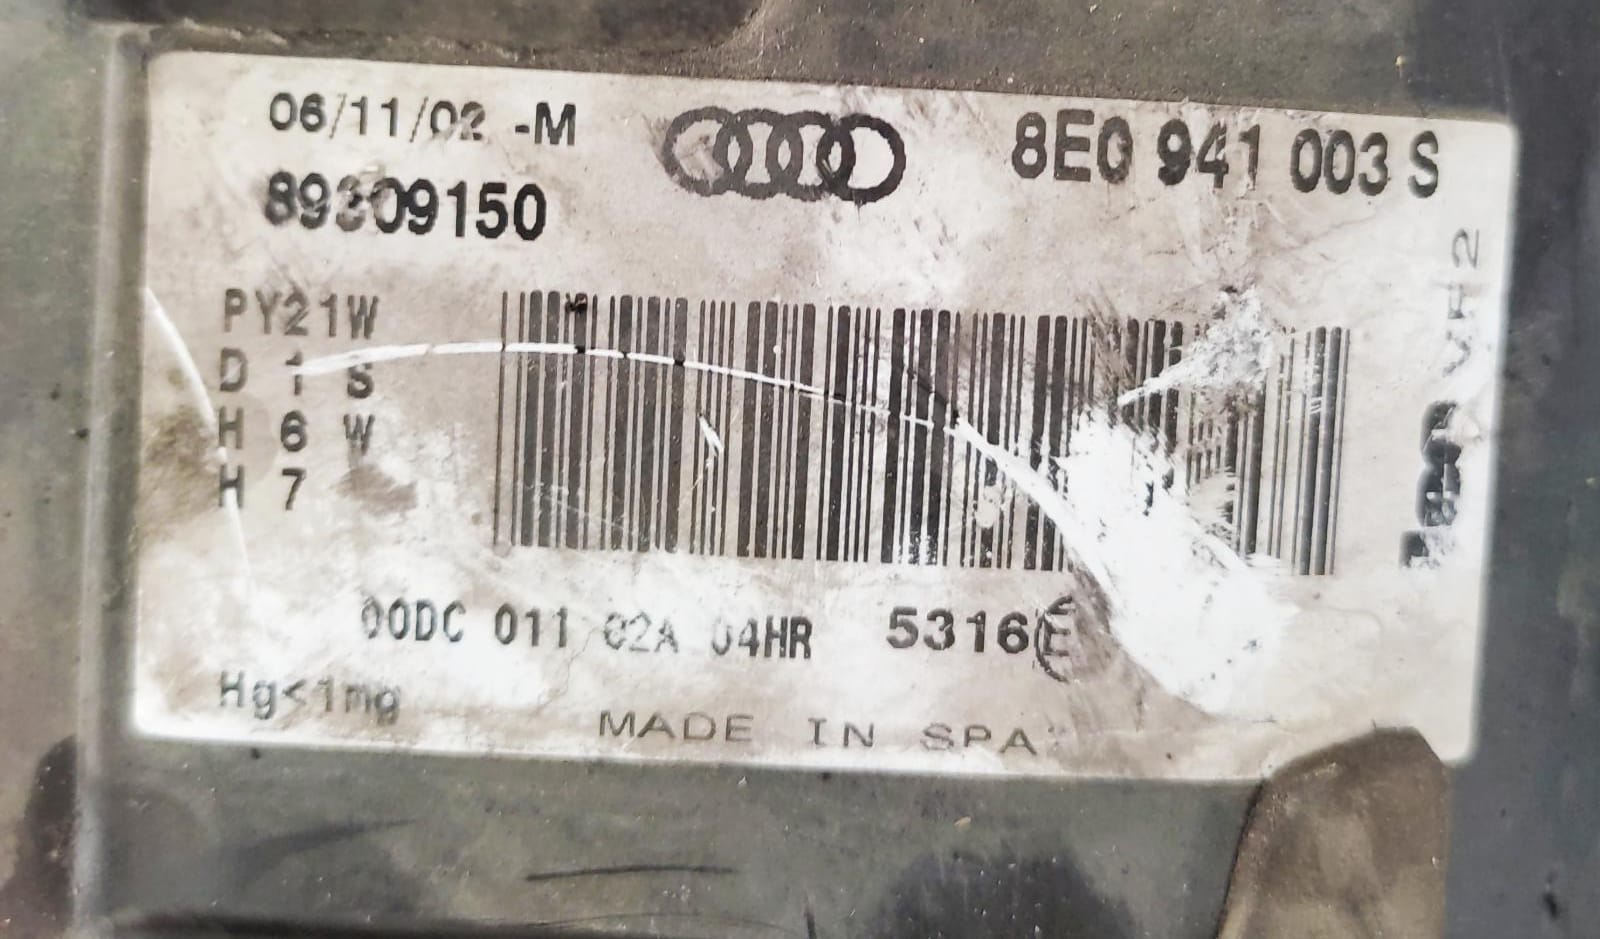 06/11/02 -M
8E0 941 003 S
89309150
PY21W
D 1 S
H 6 W
H 7
00DC 011 02A 04HR 5316 E
Hg<1mg
MADE IN